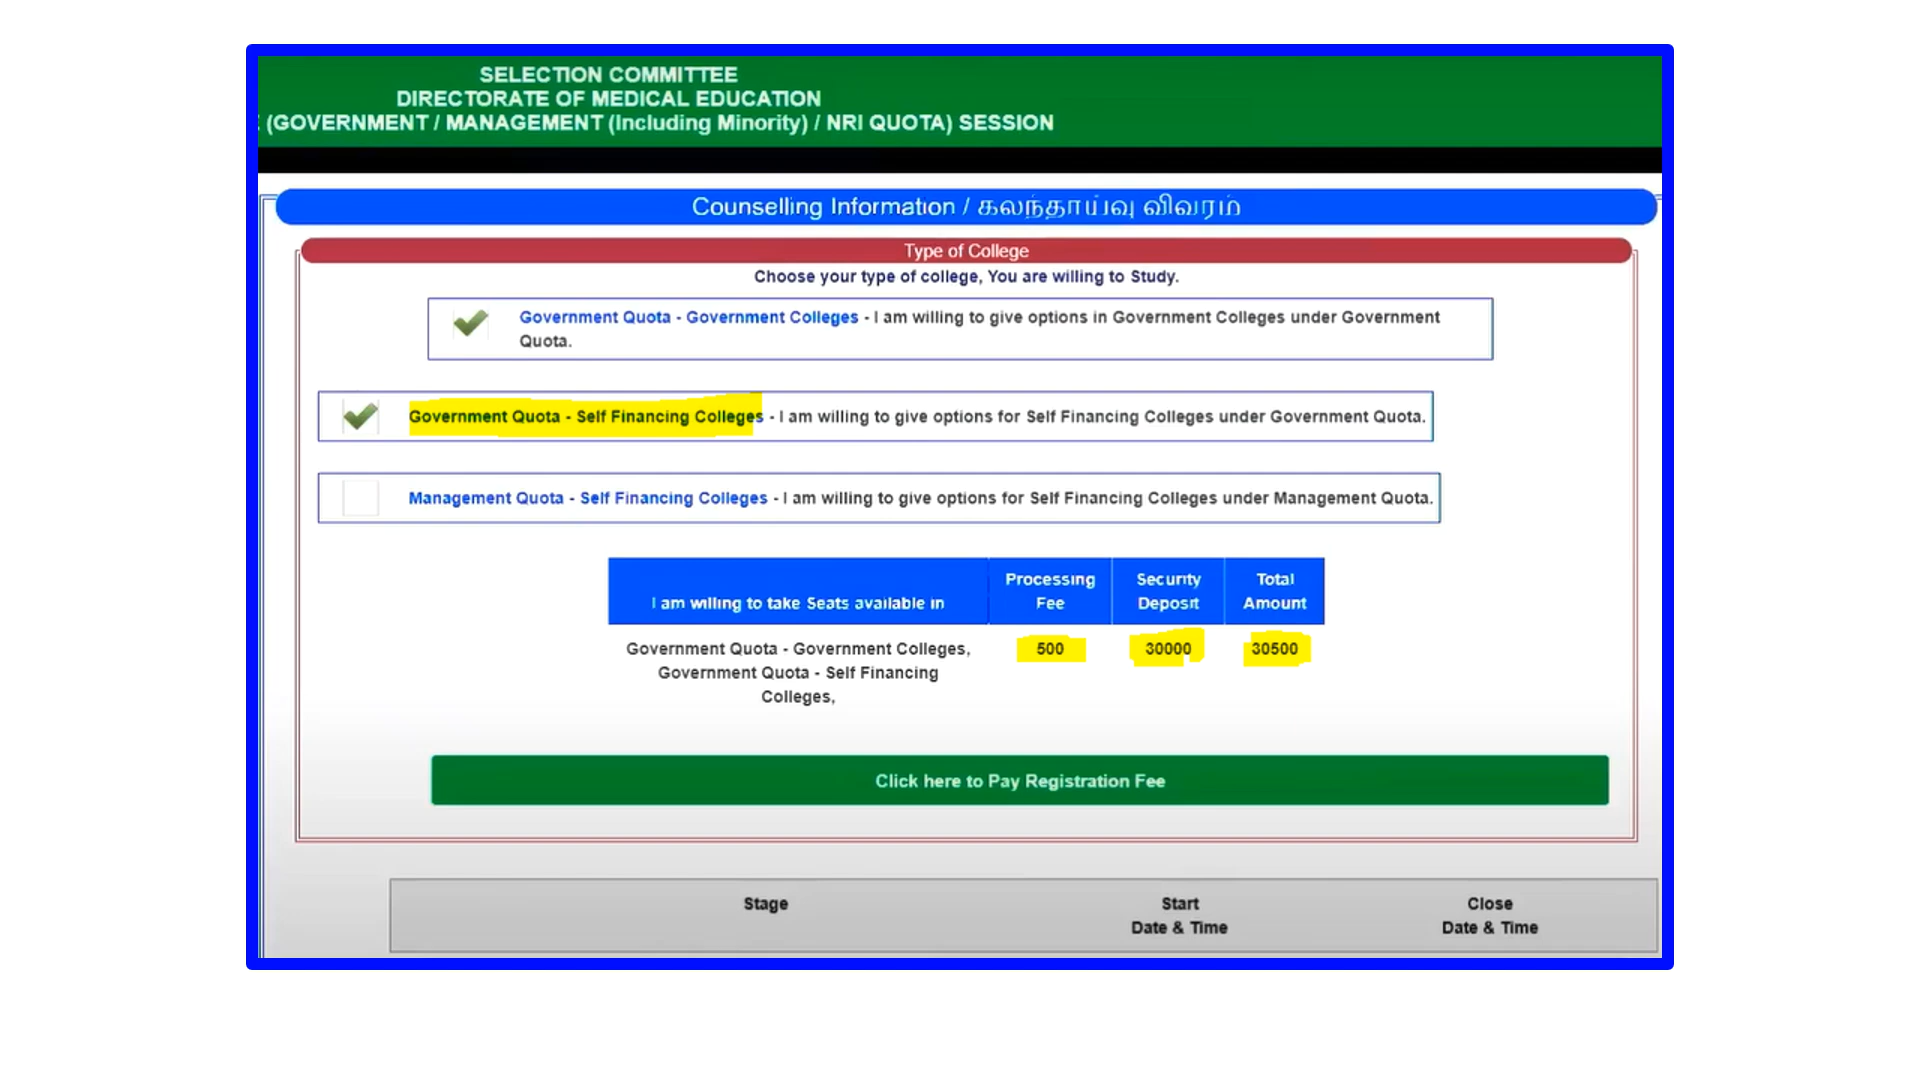 SELECTION COMMITTEE
DIRECTORATE OF MEDICAL EDUCATION
(GOVERNMENT / MANAGEMENT (Including Minority) / NRI QUOTA) SESSION
Counselling Information / கலந்தாய்வு விவரம்
Type of College
Choose your type of college, You are willing to Study.
Government Quota - Government Colleges - I am willing to give options in Government Colleges under Government
Quota.
Government Quota - Self Financing Colleges - I am willing to give options for Self Financing Colleges under Government Quota.
Management Quota - Self Financing Colleges - I am willing to give options for Self Financing Colleges under Management Quota.
I am willing to take Seats available in
Processing
Fee
Security
Deposit
Total
Amount
Government Quota - Government Colleges,
Government Quota - Self Financing
Colleges,
500
30000
30500
Click here to Pay Registration Fee
Stage
Start
Date & Time
Close
Date & Time